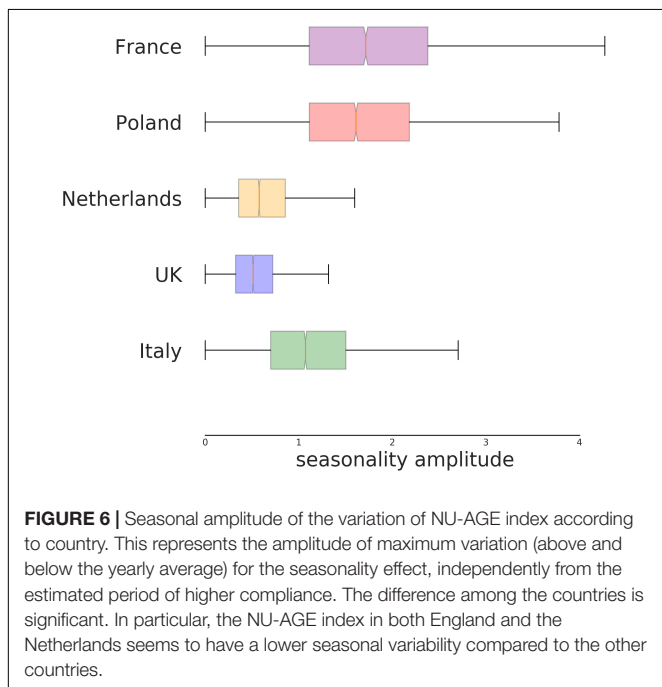 France
Poland
Netherlands
UK
Italy
0 1 2 3 4
seasonality amplitude
FIGURE 6 | Seasonal amplitude of the variation of NU-AGE index according
to country. This represents the amplitude of maximum variation (above and
below the yearly average) for the seasonality effect, independently from the
estimated period of higher compliance. The difference among the countries is
significant. In particular, the NU-AGE index in both England and the
Netherlands seems to have a lower seasonal variability compared to the other
countries.